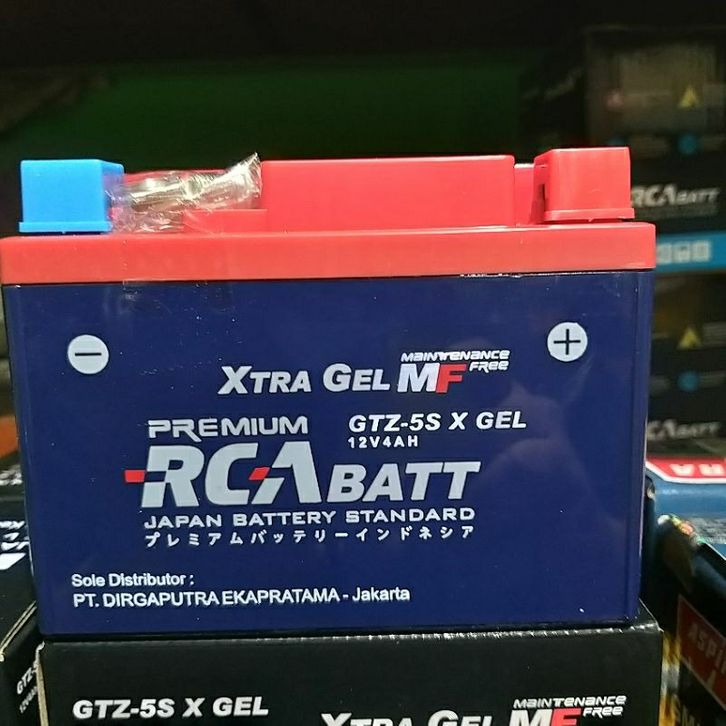 XTRA GEL MF MAINTENANCE FREE
GTZ-5S X GEL
12V4AH
PREMIUM
RCA BATT
JAPAN BATTERY STANDARD
プレミアムバッテリーインドネシア
Sole Distributor :
PT. DIRGAPUTRA EKAPRATAMA - Jakarta
GTZ-5S X GEL
XTRA GEL MF MAINTENANCE FREE
RCA BATT
RCA BATT